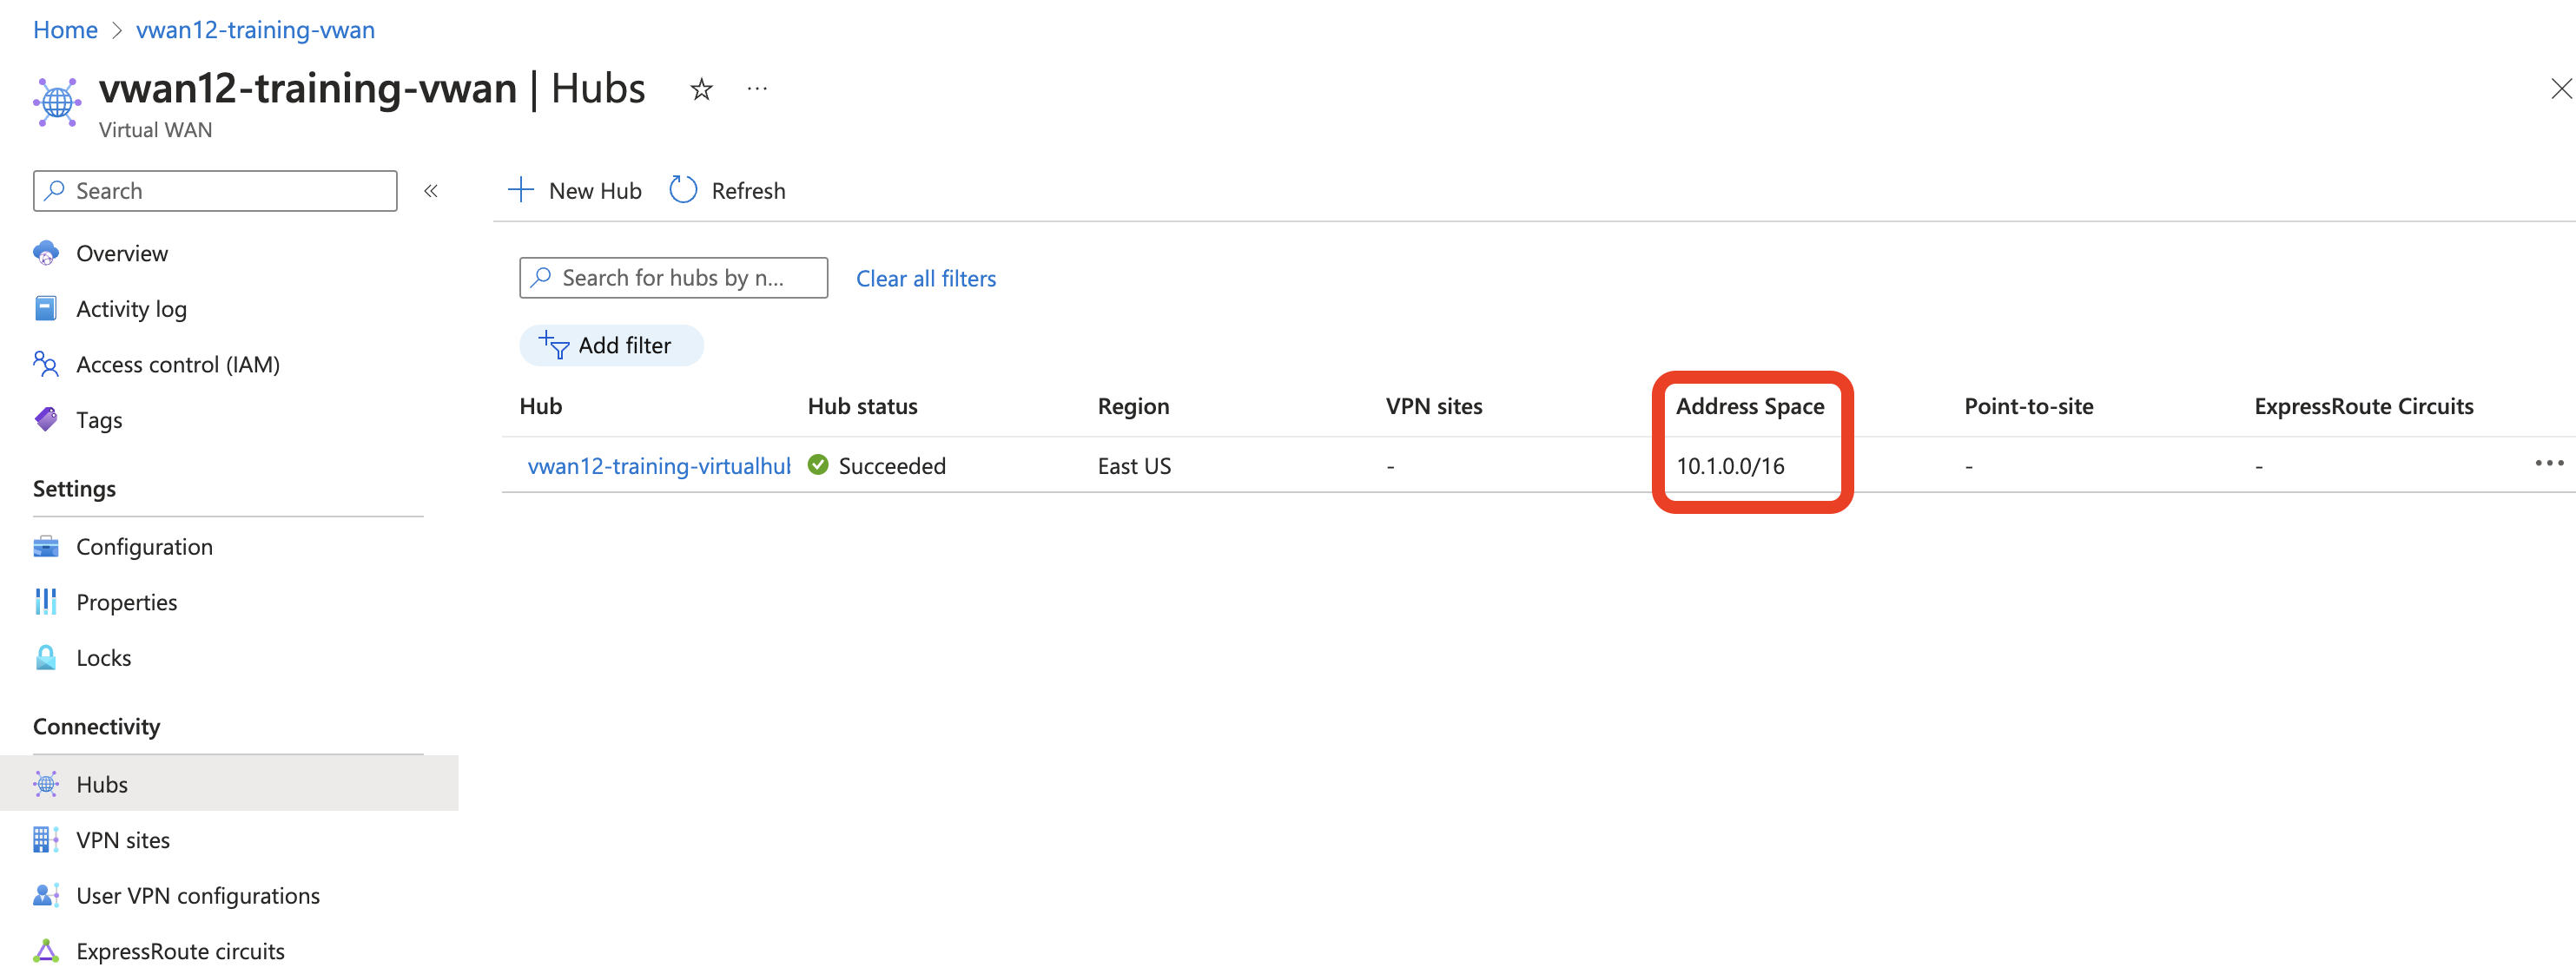 Home > vwan12-training-vwan
vwan12-training-vwan | Hubs
Virtual WAN
Search
«
New Hub
Refresh
Overview
Activity log
Access control (IAM)
Tags
Settings
Configuration
Properties
Locks
Connectivity
Hubs
VPN sites
User VPN configurations
ExpressRoute circuits
Search for hubs by n...
Clear all filters
Add filter
Hub Hub status Region VPN sites Address Space Point-to-site ExpressRoute Circuits
vwan12-training-virtualhub Succeeded East US - 10.1.0.0/16 - -